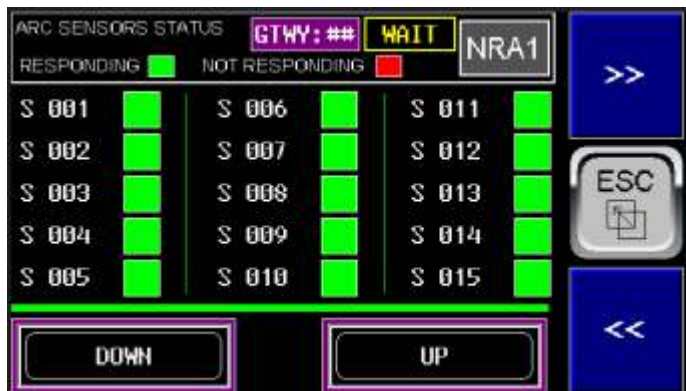 ARC SENSORS STATUS GTWY:## WAIT NRA1
RESPONDING NOT RESPONDING
>>
S 001 S 006 S 011
S 002 S 007 S 012
S 003 S 008 S 013
ESC
S 004 S 009 S 014
S 005 S 010 S 015
<<
DOWN UP